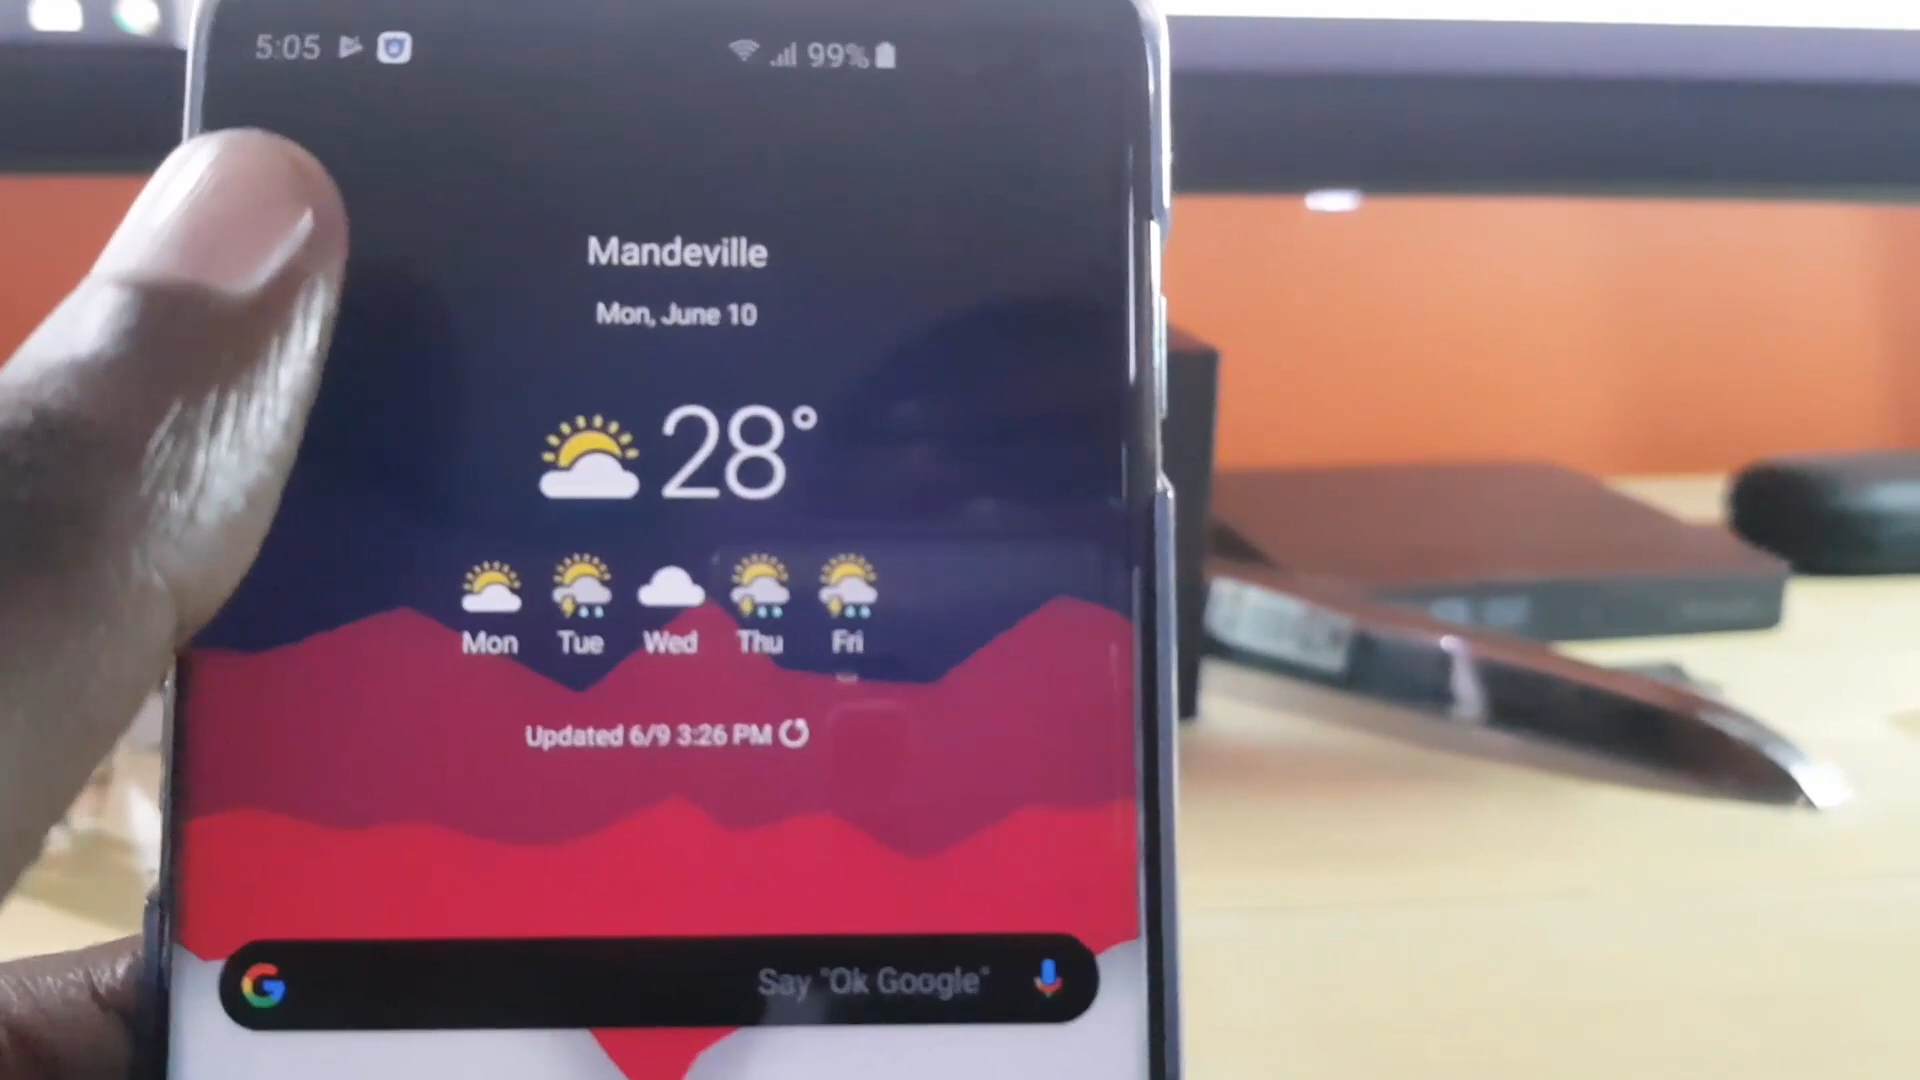 5:05 99%
Mandeville
Mon, June 10
28°
Mon Tue Wed Thu Fri
Updated 6/9 3:26 PM
G Say "Ok Google"